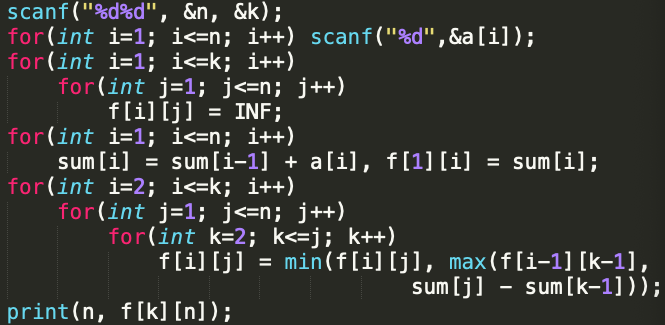 scanf("%d%d", &n, &k);
for(int i=1; i<=n; i++) scanf("%d",&a[i]);
for(int i=1; i<=k; i++)
for(int j=1; j<=n; j++)
f[i][j] = INF;
for(int i=1; i<=n; i++)
sum[i] = sum[i-1] + a[i], f[1][i] = sum[i];
for(int i=2; i<=k; i++)
for(int j=1; j<=n; j++)
for(int k=2; k<=j; k++)
f[i][j] = min(f[i][j], max(f[i-1][k-1],
sum[j] - sum[k-1]));
print(n, f[k][n]);